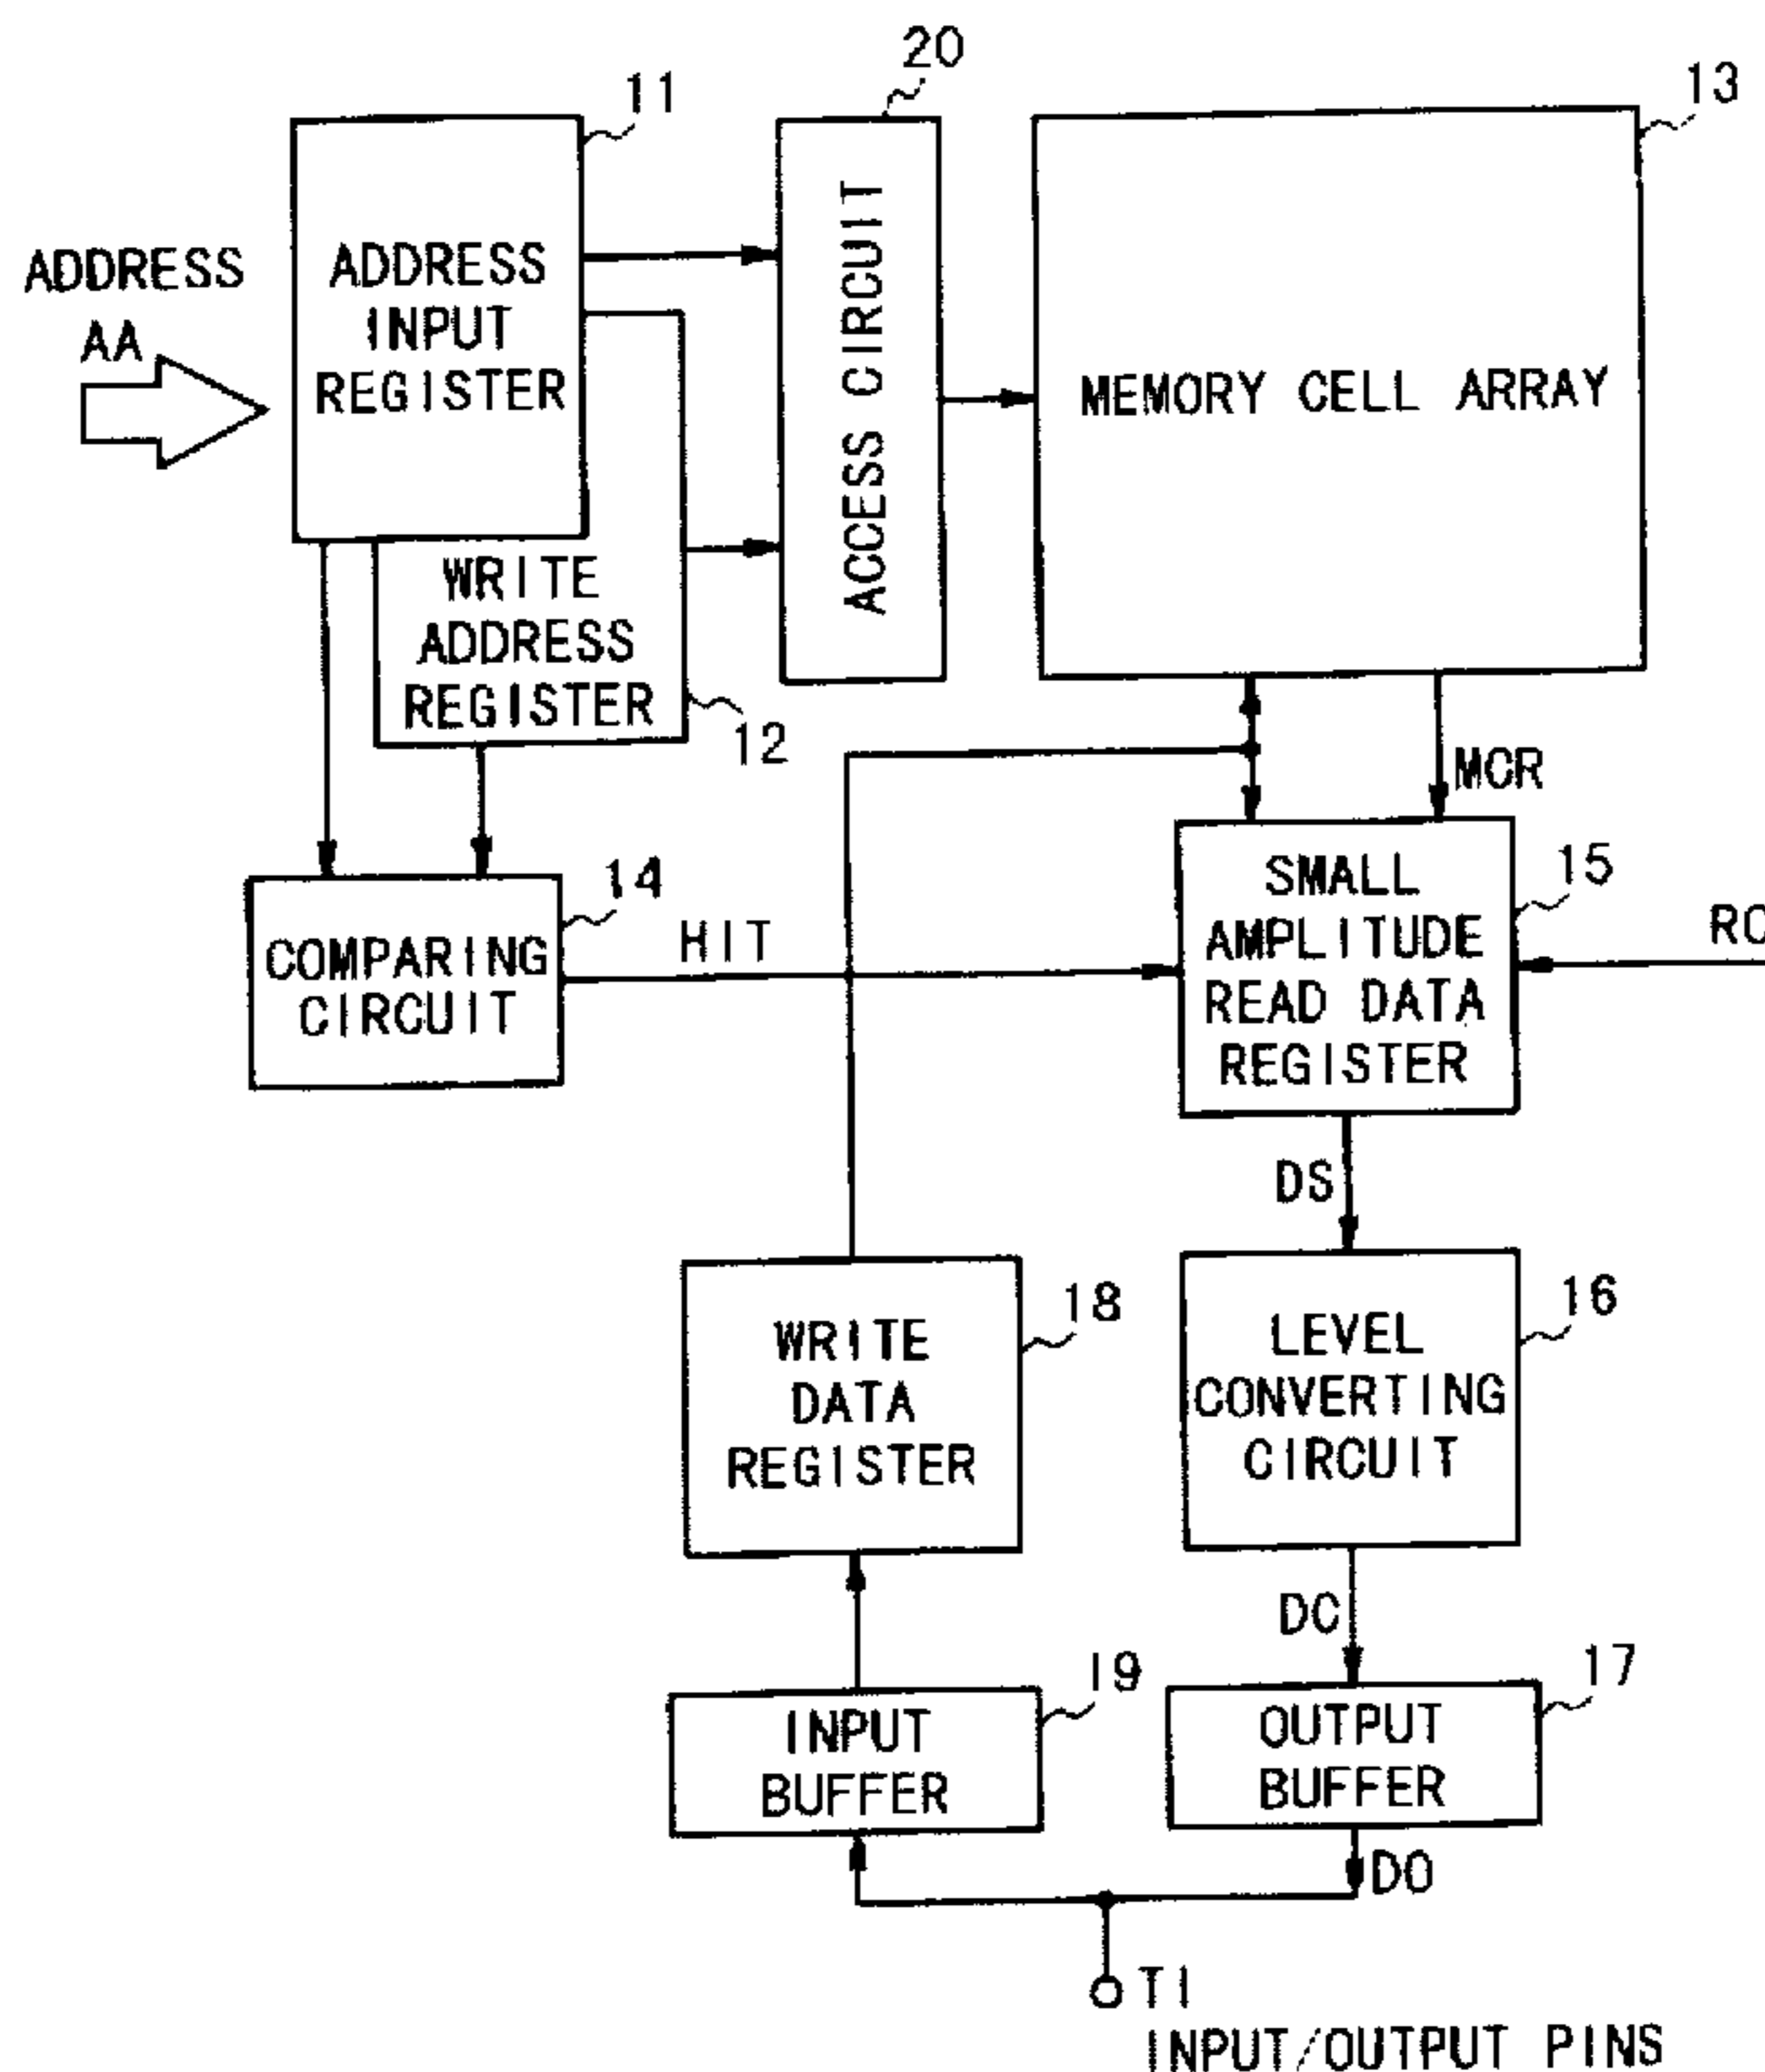 20
11
13
ADDRESS
AA
ADDRESS
INPUT
REGISTER
ACCESS CIRCUIT
MEMORY CELL ARRAY
WRITE
ADDRESS
REGISTER
12
MCR
14
COMPARING
CIRCUIT
HIT
SMALL
AMPLITUDE
READ DATA
REGISTER
15
DS
18
WRITE
DATA
REGISTER
16
LEVEL
CONVERTING
CIRCUIT
DC
19
INPUT
BUFFER
17
OUTPUT
BUFFER
DO
T1
INPUT/OUTPUT PINS